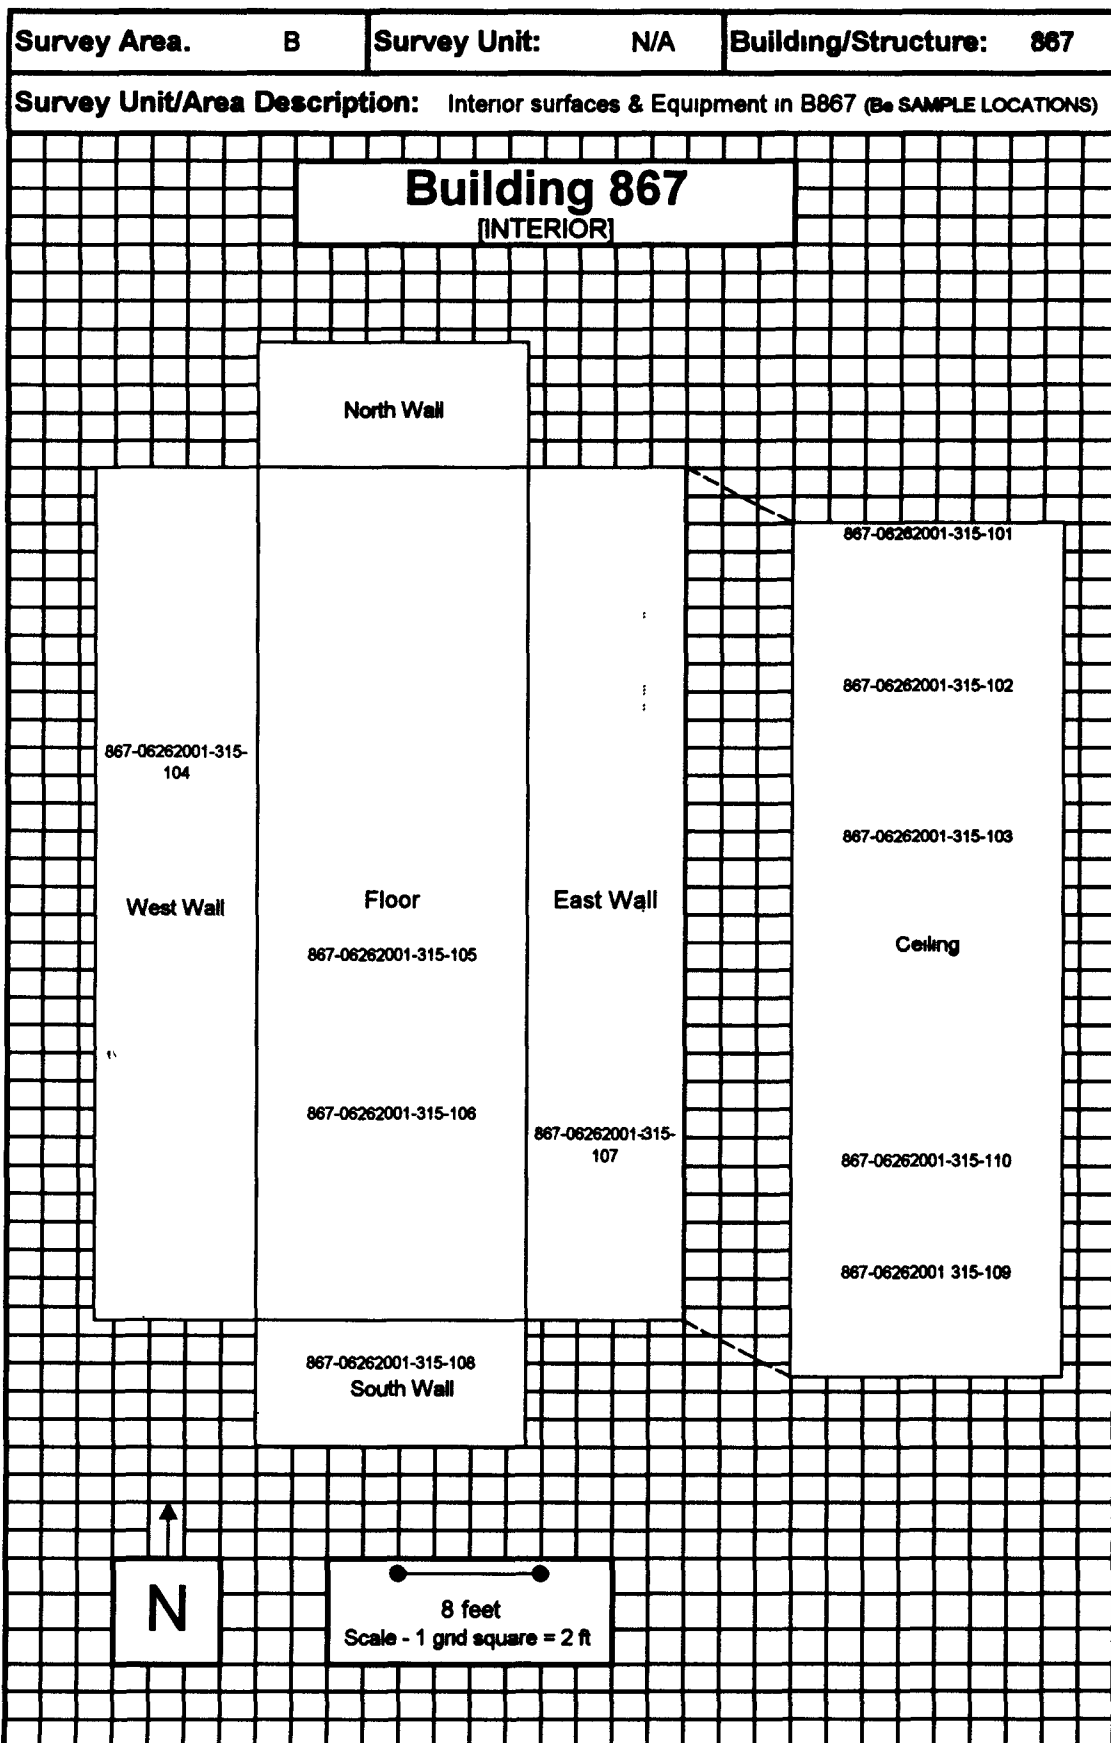 Survey Area. B Survey Unit: N/A Building/Structure: 867
Survey Unit/Area Description: Interior surfaces & Equipment in B867 (Be SAMPLE LOCATIONS)
Building 867
[INTERIOR]
North Wall
867-06262001-315-101
867-06262001-315-102
867-06262001-315-104
867-06262001-315-103
West Wall
Floor
East Wall
867-06262001-315-105
Ceiling
867-06262001-315-106
867-06262001-315-
107
867-06262001-315-110
867-06262001 315-109
867-06262001-315-108
South Wall
N
8 feet
Scale - 1 grid square = 2 ft